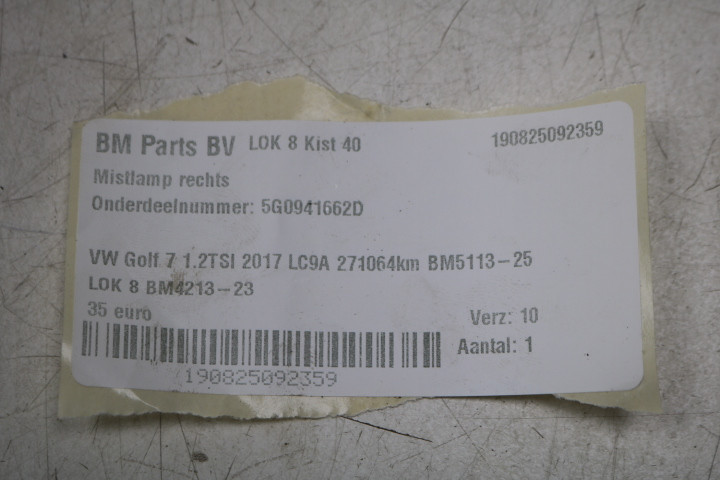 BM Parts BV LOK 8 Kist 40 190825092359
Mistlamp rechts
Onderdeelnummer: 5G0941662D
VW Golf 7 1.2TSI 2017 LC9A 271064km BM5113-25
LOK 8 BM4213-23
35 euro Verz: 10
Aantal: 1
190825092359